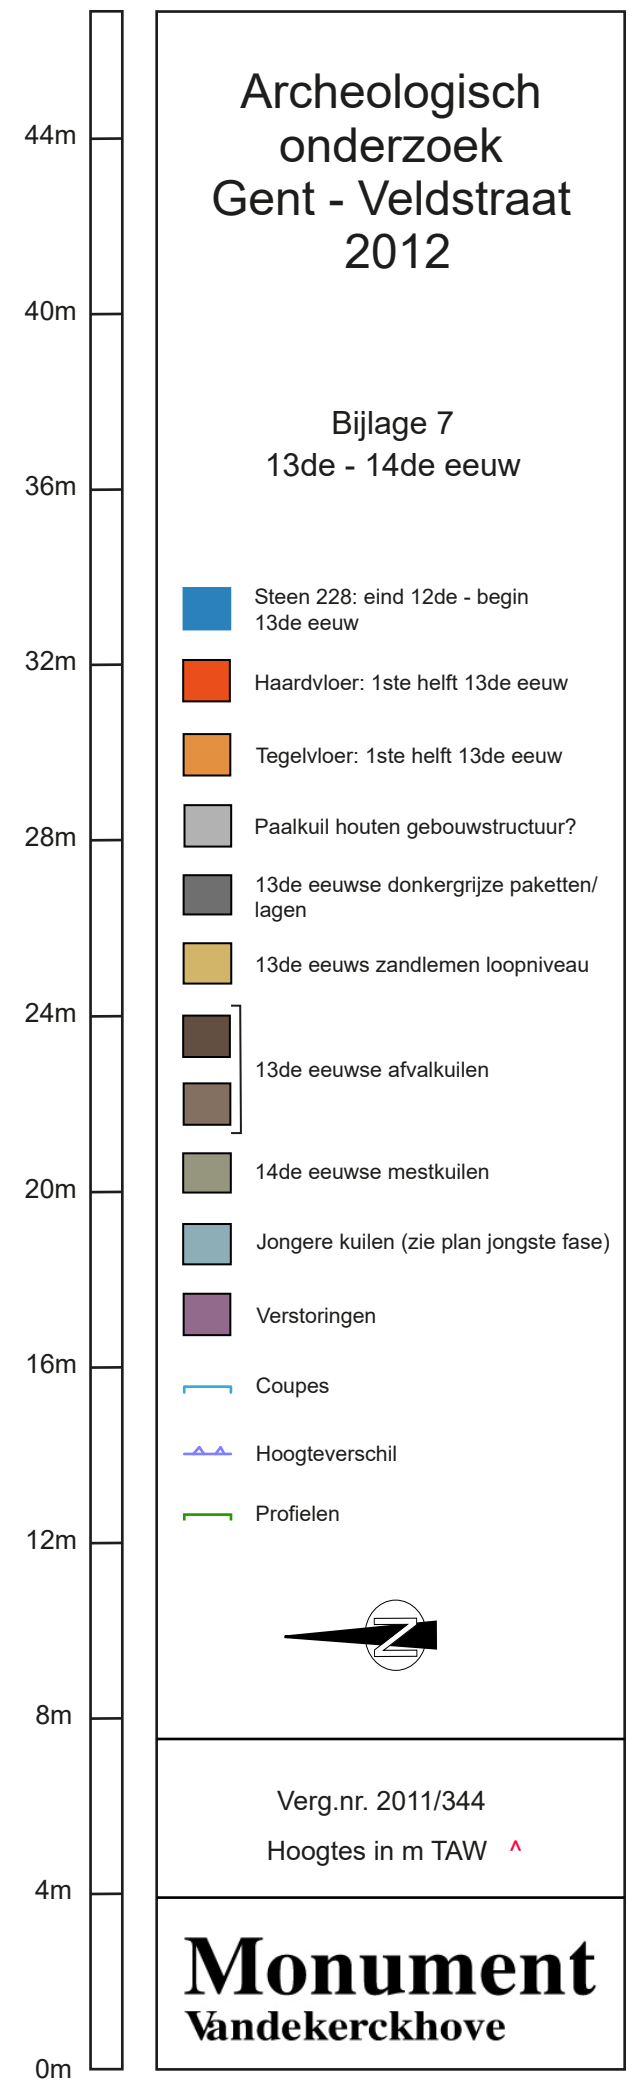 Archeologisch
onderzoek
Gent - Veldstraat
2012
Bijlage 7
13de - 14de eeuw
Steen 228: eind 12de - begin
13de eeuw
Haardvloer: 1ste helft 13de eeuw
Tegelvloer: 1ste helft 13de eeuw
Paalkuil houten gebouwstructuur?
13de eeuwse donkergrijze paketten/
lagen
13de eeuws zandlemen loopniveau
13de eeuwse afvalkuilen
14de eeuwse mestkuilen
Jongere kuilen (zie plan jongste fase)
Verstoringen
Coupes
Hoogteverschil
Profielen
N
Verg.nr. 2011/344
Hoogtes in m TAW ^
Monument
Vandekerckhove
44m
40m
36m
32m
28m
24m
20m
16m
12m
8m
4m
0m